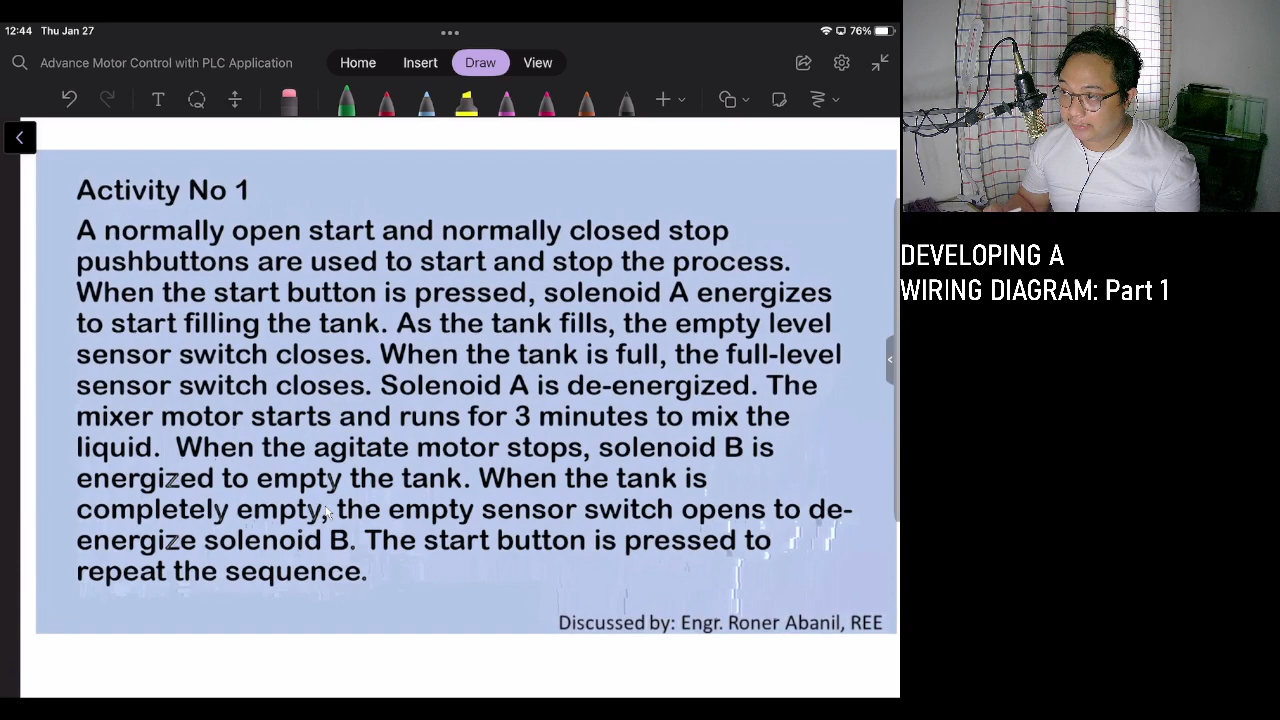 12:44 Thu Jan 27
76%
Advance Motor Control with PLC Application
Home Insert Draw View
Activity No 1
A normally open start and normally closed stop
pushbuttons are used to start and stop the process.
When the start button is pressed, solenoid A energizes
to start filling the tank. As the tank fills, the empty level
sensor switch closes. When the tank is full, the full-level
sensor switch closes. Solenoid A is de-energized. The
mixer motor starts and runs for 3 minutes to mix the
liquid. When the agitate motor stops, solenoid B is
energized to empty the tank. When the tank is
completely empty, the empty sensor switch opens to de-
energize solenoid B. The start button is pressed to
repeat the sequence.
Discussed by: Engr. Roner Abanil, REE
DEVELOPING A
WIRING DIAGRAM: Part 1